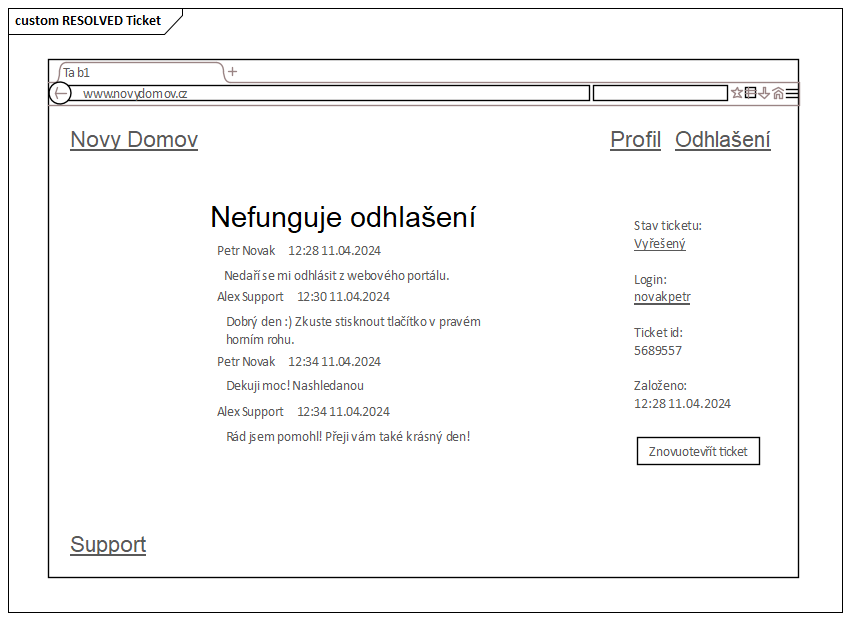 custom RESOLVED Ticket
Tab1
www.novydomov.cz
Novy Domov
Profil Odhlašení
Nefunguje odhlašení
Petr Novak 12:28 11.04.2024
Nedaří se mi odhlásit z webového portálu.
Alex Support 12:30 11.04.2024
Dobrý den :) Zkuste stisknout tlačítko v pravém
horním rohu.
Petr Novak 12:34 11.04.2024
Dekuji moc! Nashledanou
Alex Support 12:34 11.04.2024
Rád jsem pomohl! Přeji vám také krásný den!
Stav ticketu:
Vyřešený
Login:
novakpetr
Ticket id:
5689557
Založeno:
12:28 11.04.2024
Znovuotevřít ticket
Support